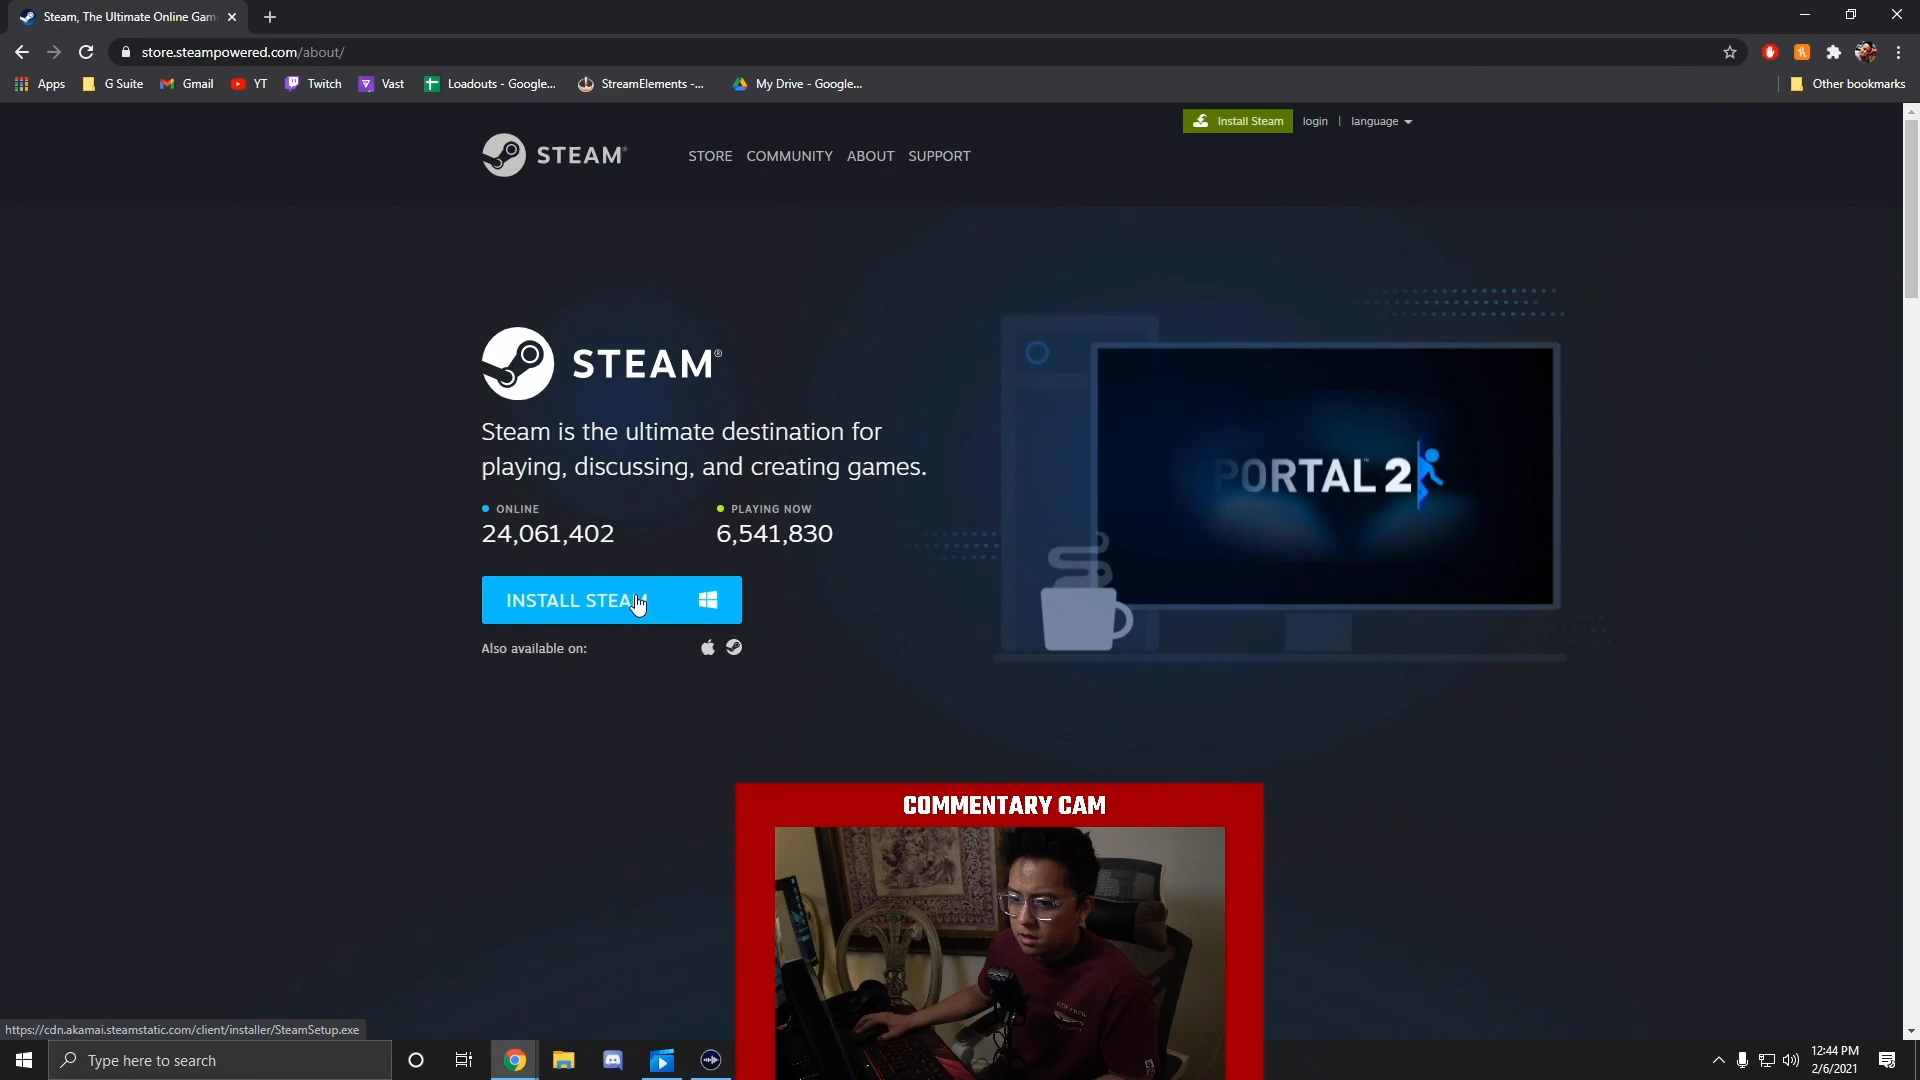 Steam, The Ultimate Online Gam
store.steampowered.com/about/
Apps
G Suite
Gmail
YT
Twitch
Vast
Loadouts - Google...
StreamElements -...
My Drive - Google...
Other bookmarks
Install Steam
login
|
language
STEAM®
STORE
COMMUNITY
ABOUT
SUPPORT
STEAM®
Steam is the ultimate destination for
playing, discussing, and creating games.
ONLINE
24,061,402
PLAYING NOW
6,541,830
INSTALL STEAM
Also available on:
PORTAL 2
COMMENTARY CAM
https://cdn.akamai.steamstatic.com/client/installer/SteamSetup.exe
Type here to search
12:44 PM
2/6/2021